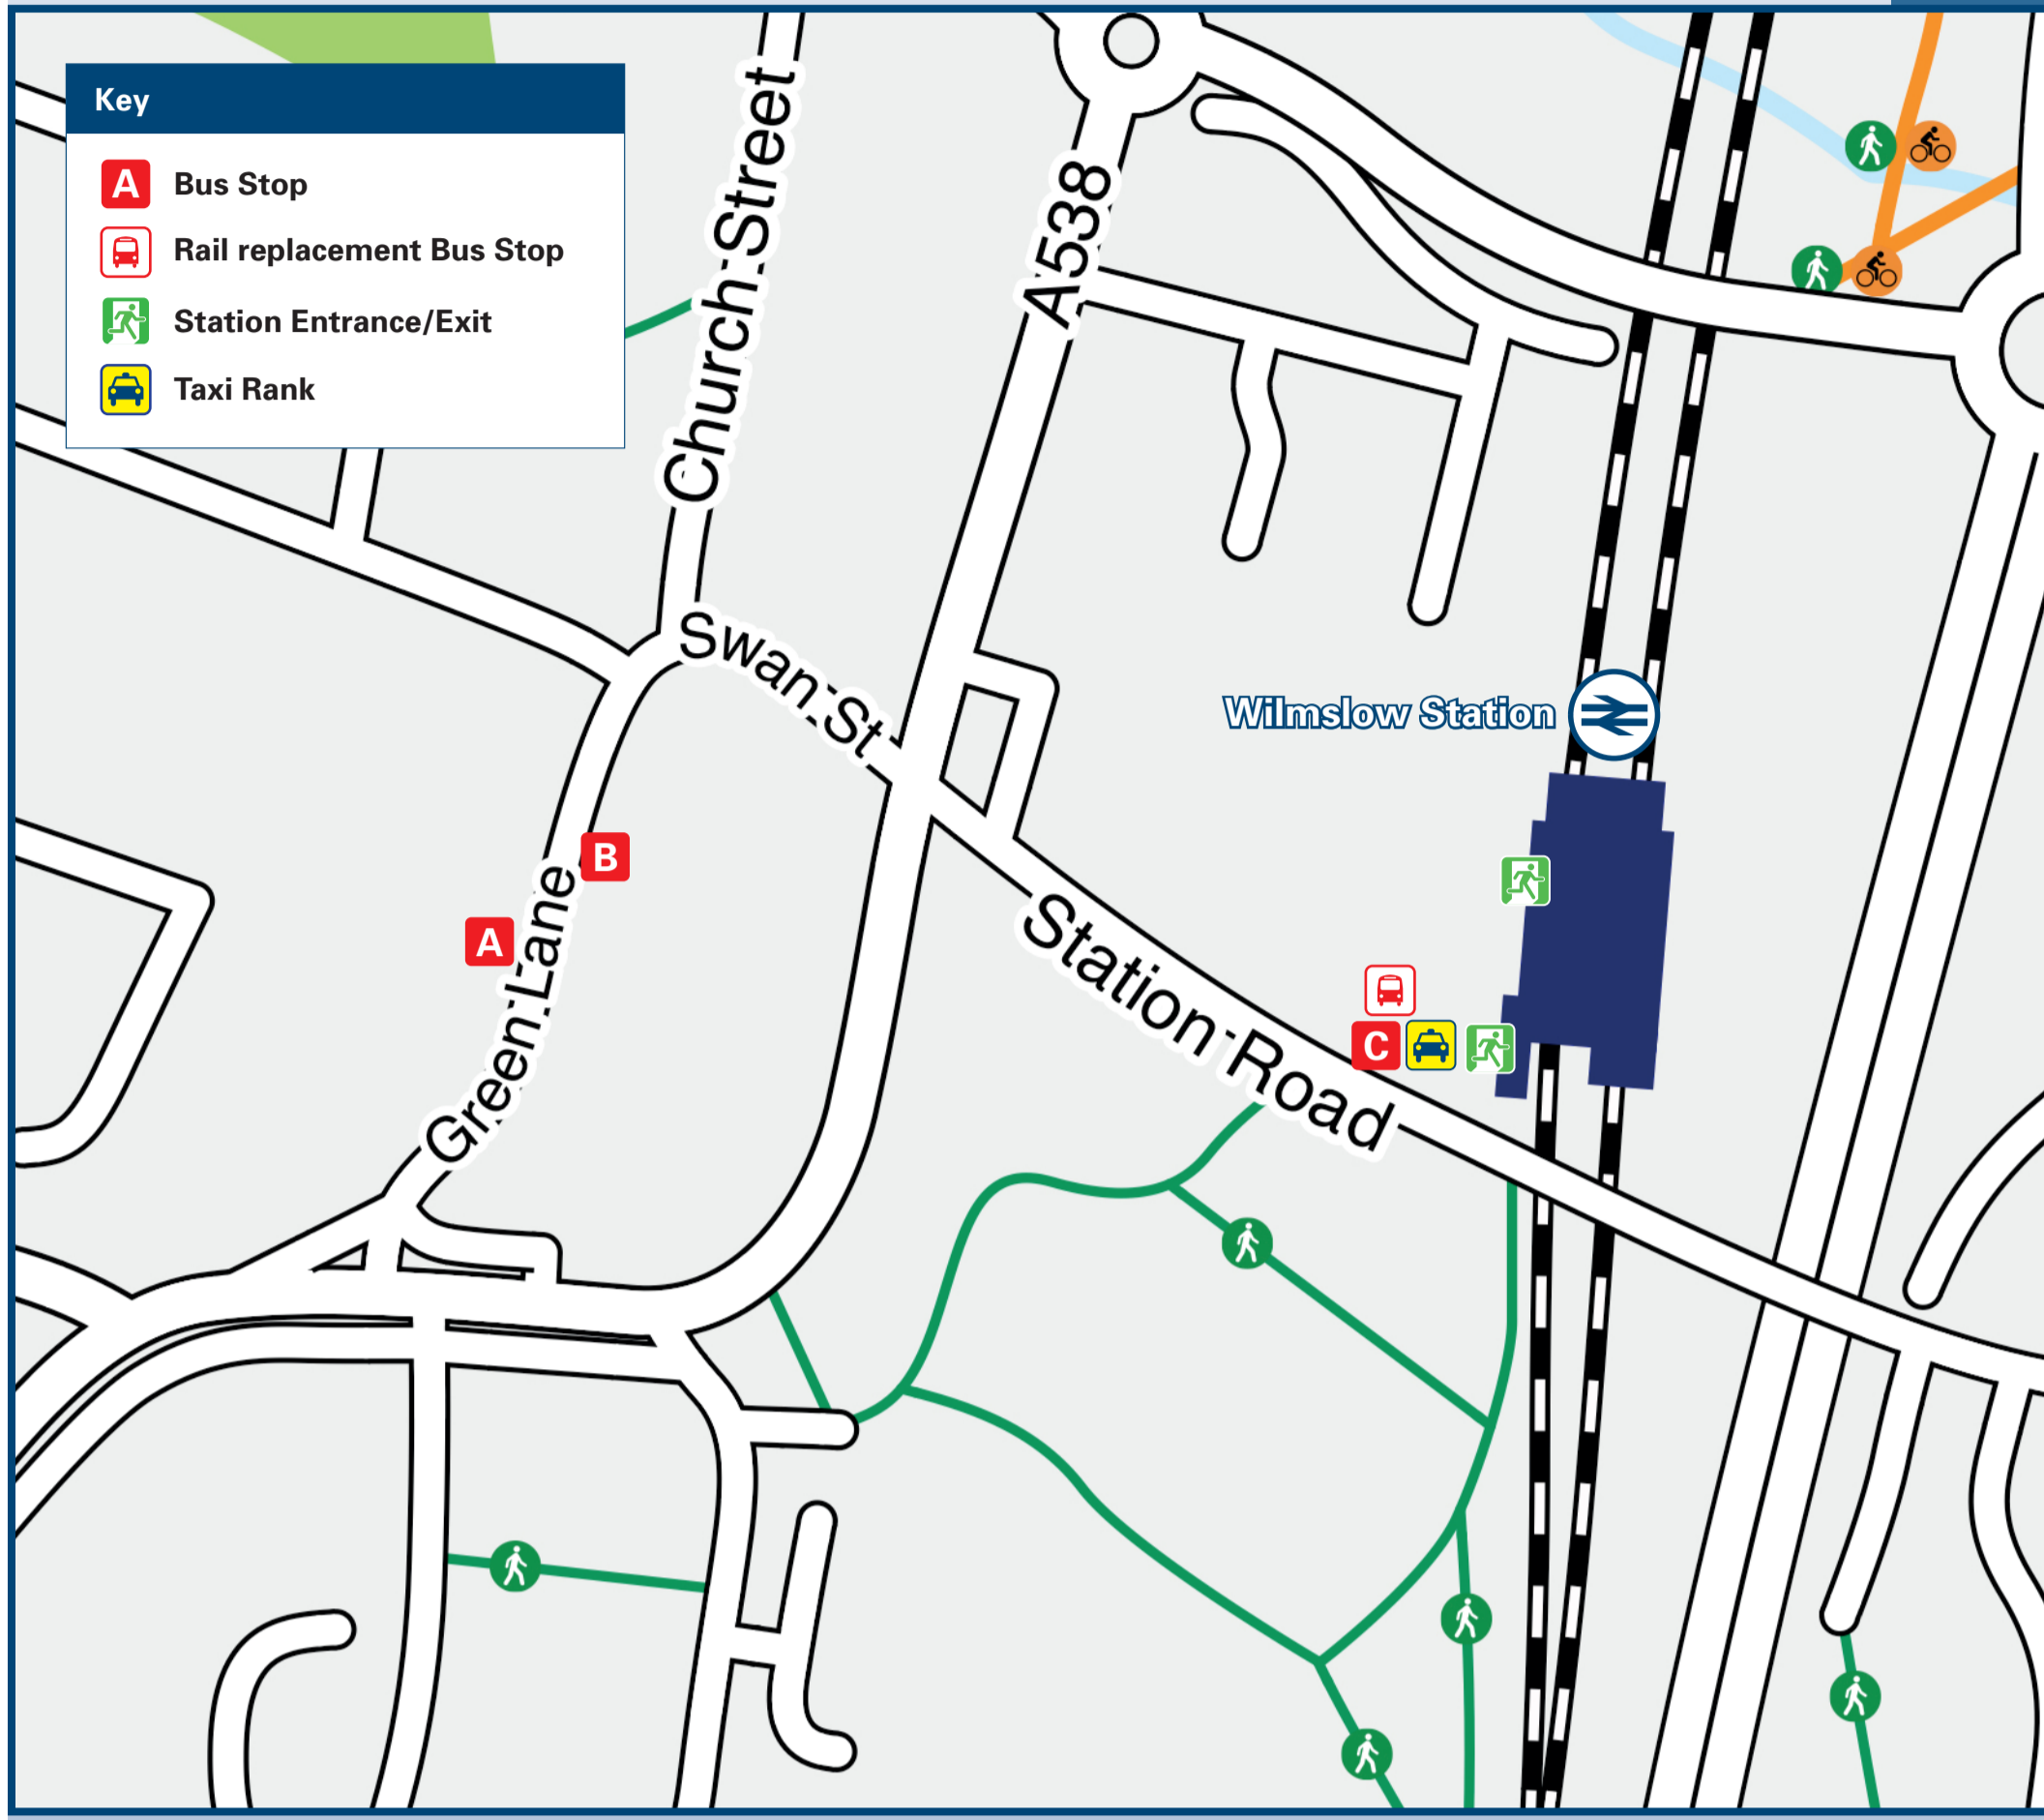 Key
A Bus Stop
Rail replacement Bus Stop
Station Entrance/Exit
Taxi Rank
Church Street
A538
Swan St
Wilmslow Station
B
A
Green Lane
Station Road
C